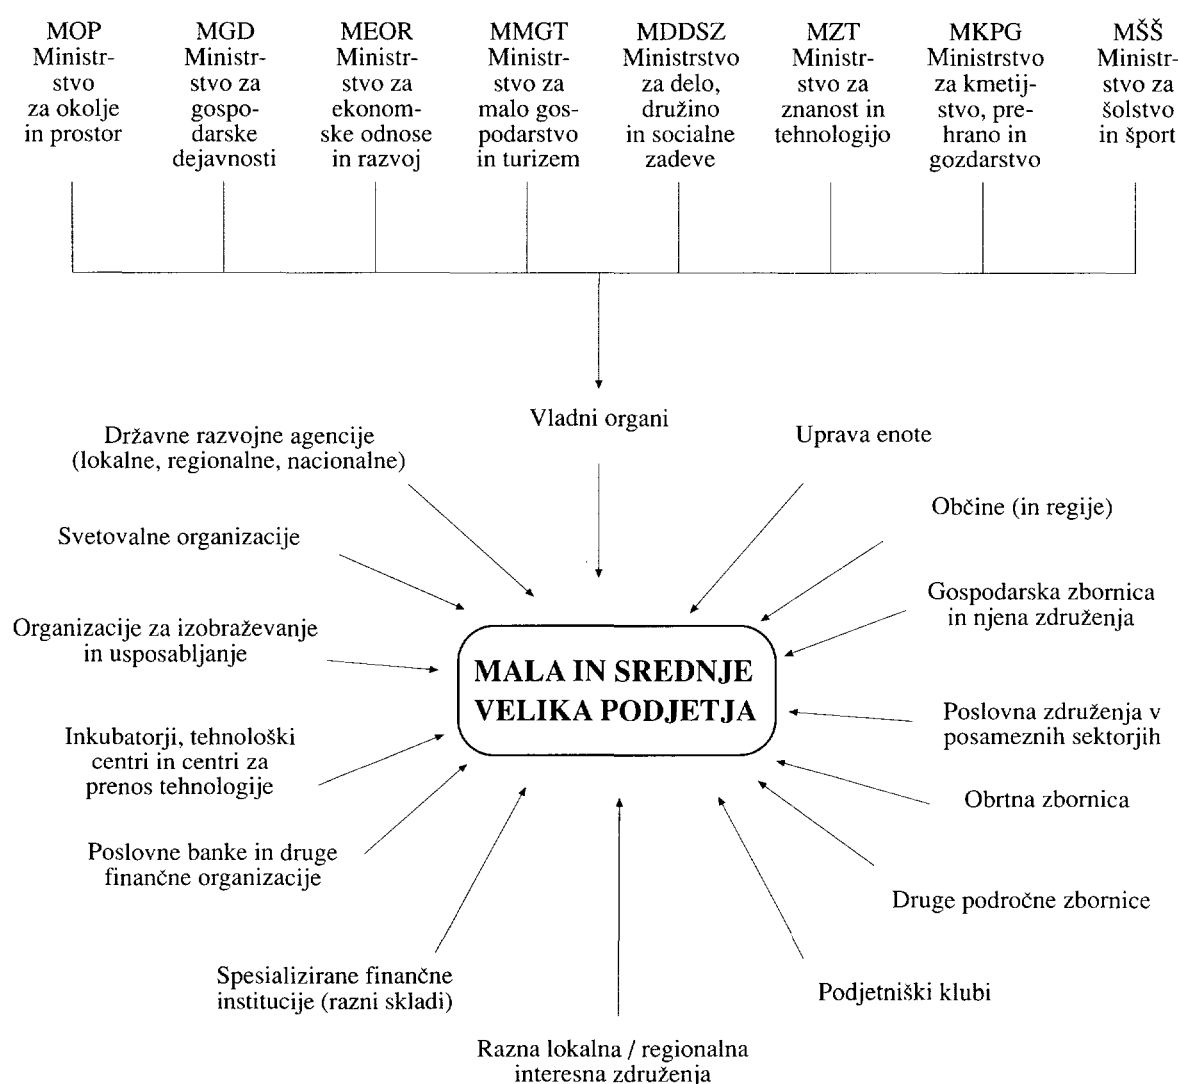 MOP
Ministr-
stvo
za okolje
in prostor
MGD
Ministr-
stvo za
gospo-
darske
dejavnosti
MEOR
Ministr-
stvo za
ekonom-
ske odnose
in razvoj
MMGT
Ministr-
stvo za
malo gos-
podarstvo
in turizem
MDDSZ
Ministrstvo
za delo,
družino
in socialne
zadeve
MZT
Ministr-
stvo za
znanost in
tehnologijo
MKPG
Ministrstvo
za kmetij-
stvo, pre-
hrano in
gozdarstvo
MŠŠ
Ministr-
stvo za
šolstvo
in šport
Vladni organi
Državne razvojne agencije
(lokalne, regionalne, nacionalne)
Uprava enote
Svetovalne organizacije
Občine (in regije)
Organizacije za izobraževanje
in usposabljanje
Gospodarska zbornica
in njena združenja
MALA IN SREDNJE
VELIKA PODJETJA
Inkubatorji, tehnološki
centri in centri za
prenos tehnologije
Poslovna združenja v
posameznih sektorjih
Obrtna zbornica
Poslovne banke in druge
finančne organizacije
Druge področne zbornice
Spesializirane finančne
institucije (razni skladi)
Podjetniški klubi
Razna lokalna / regionalna
interesna združenja